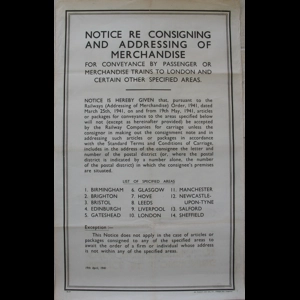 NOTICE RE CONSIGNING
AND ADDRESSING OF
MERCHANDISE
FOR CONVEYANCE BY PASSENGER OR
MERCHANDISE TRAINS TO LONDON AND
CERTAIN OTHER SPECIFIED AREAS.
NOTICE IS HEREBY GIVEN that, pursuant to the
Railways (Addressing of Merchandise) Order, 1941, dated
March 25th, 1941, on and from 19th May, 1941, articles
or packages for conveyance to the areas specified below
will not (except as hereinafter provided) be accepted
by the Railway Companies for carriage unless the
consignor in making out the consignment note and in
addressing such articles or packages in accordance
with the Standard Terms and Conditions of Carriage,
includes in the address of the consignee the letter and
number of the postal district (or, where the postal
district is indicated by a number alone, the number
of the postal district) in which the consignee's premises
are situated.
LIST OF SPECIFIED AREAS
1. BIRMINGHAM 6. GLASGOW 11. MANCHESTER
2. BRIGHTON 7. HOVE 12. NEWCASTLE-
3. BRISTOL 8. LEEDS UPON-TYNE
4. EDINBURGH 9. LIVERPOOL 13. SALFORD
5. GATESHEAD 10. LONDON 14. SHEFFIELD
Exception:—
This Notice does not apply in the case of articles or
packages consigned to any of the specified areas to
await the order of a firm or individual whose address
is not within any of the specified areas.
April, 1941